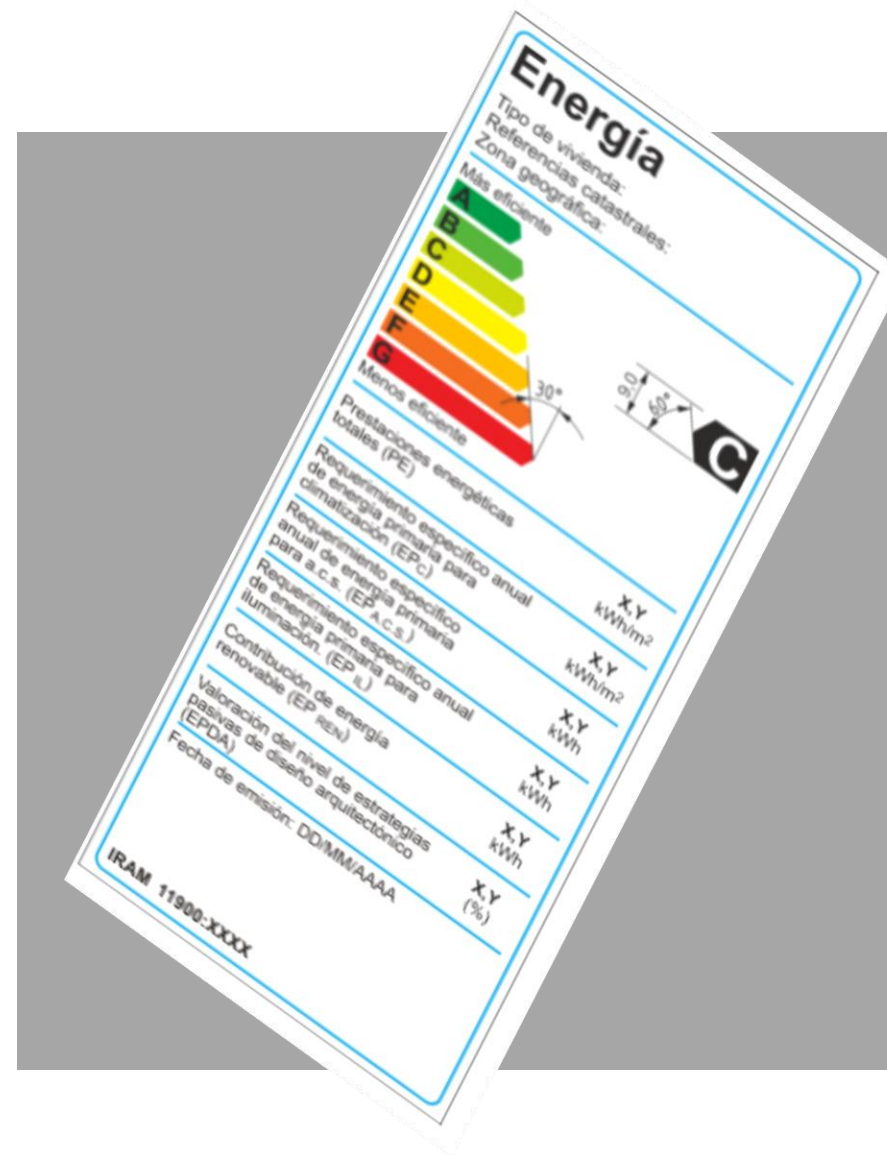 Energía
Tipo de vivienda:
Referencias catastrales:
Zona geográfica:
Más eficiente
A
B
C
D
E
F
G
Menos eficiente
30°
9,0
60°
C
Prestaciones energéticas
totales (PE)
X,Y
kWh/m²
Requerimiento específico anual
de energía primaria para
climatización (EPC)
X,Y
kWh/m²
Requerimiento específico
anual de energía primaria
para a.c.s. (EP A.C.S.)
X,Y
kWh
Requerimiento específico anual
de energía primaria para
iluminación. (EP IL)
X,Y
kWh
Contribución de energía
renovable (EP REN)
X,Y
kWh
Valoración del nivel de estrategias
pasivas de diseño arquitectónico
(EPDA)
X,Y
(%)
Fecha de emisión: DD/MM/AAAA
IRAM 11900:XXXX